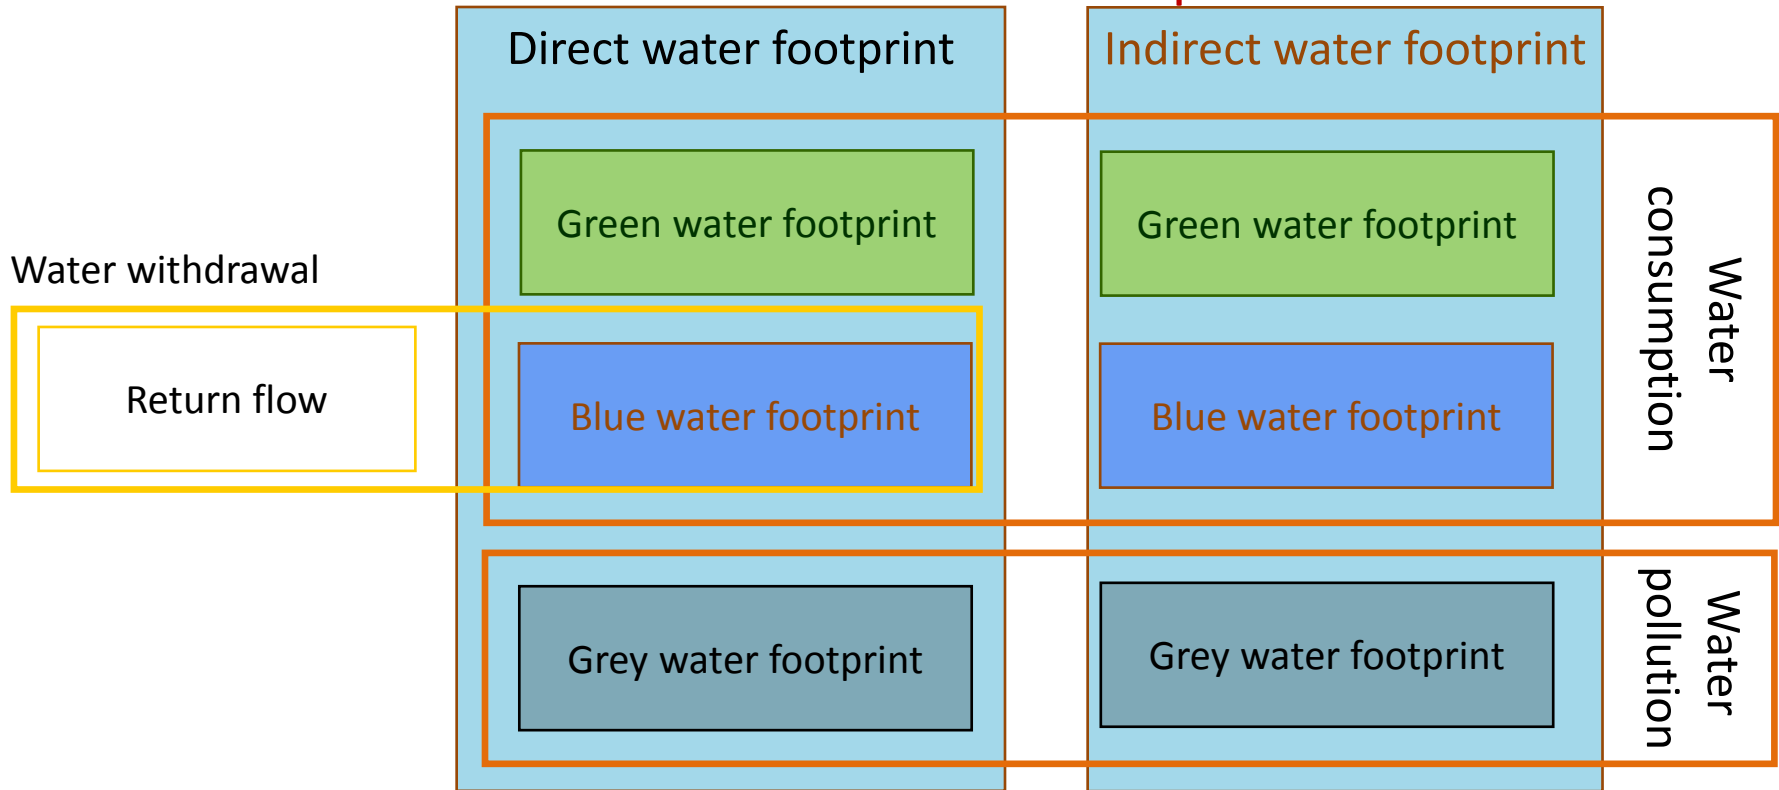 Direct water footprint
Indirect water footprint
Green water footprint
Green water footprint
Water
consumption
Water withdrawal
Return flow
Blue water footprint
Blue water footprint
Grey water footprint
Grey water footprint
Water
pollution